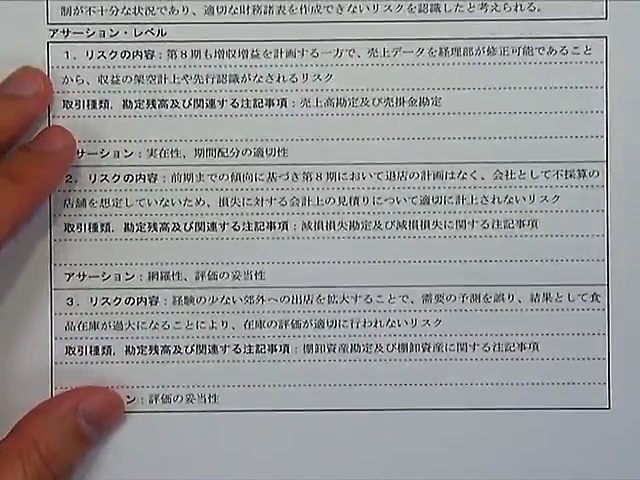 制が不十分な状況であり、適切な財務諸表を作成できないリスクを認識したと考えられる。
アサーション・レベル
1．リスクの内容：第８期も増収増益を計画する一方で、売上データを経理部が修正可能であること
から、収益の架空計上や先行認識がなされるリスク
取引種類，勘定残高及び関連する注記事項：売上高勘定及び売掛金勘定
サーション：実在性、期間配分の適切性
2．リスクの内容：前期までの傾向に基づき第８期において退店の計画はなく、会社として不採算の
店舗を想定していないため、損失に対する会計上の見積りについて適切に計上されないリスク
取引種類，勘定残高及び関連する注記事項：減損損失勘定及び減損損失に関する注記事項
アサーション：網羅性、評価の妥当性
3．リスクの内容：経験の少ない郊外への出店を拡大することで、需要の予測を誤り、結果として食
品在庫が過大になることにより、在庫の評価が適切に行われないリスク
取引種類，勘定残高及び関連する注記事項：棚卸資産勘定及び棚卸資産に関する注記事項
ン：評価の妥当性